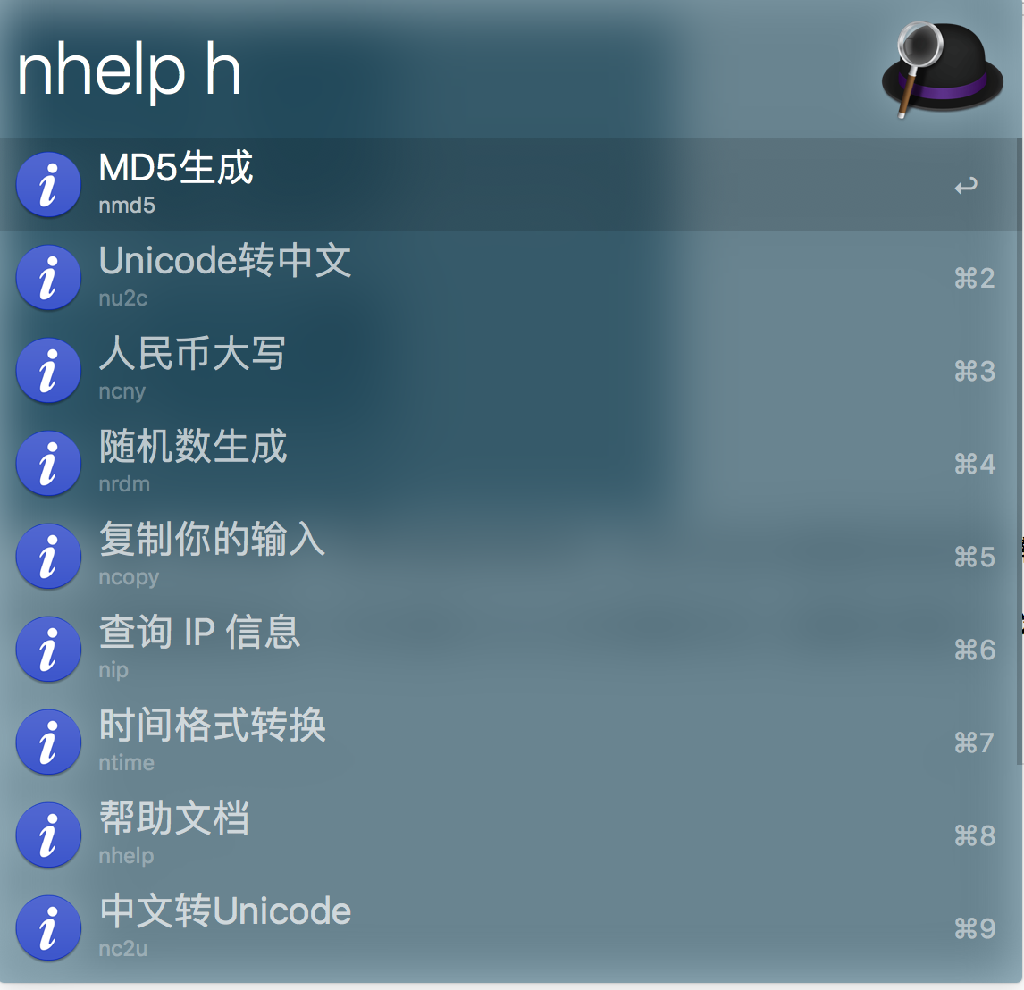 nhelp h
MD5生成
nmd5
↩
Unicode转中文
nu2c
⌘2
人民币大写
ncny
⌘3
随机数生成
nrdm
⌘4
复制你的输入
ncopy
⌘5
查询 IP 信息
nip
⌘6
时间格式转换
ntime
⌘7
帮助文档
nhelp
⌘8
中文转Unicode
nc2u
⌘9